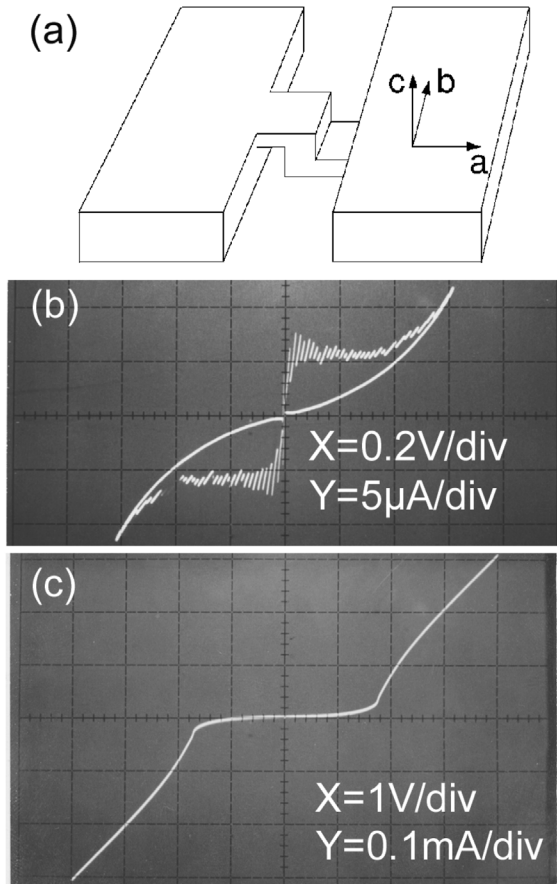 (a)
c
b
a
(b)
X=0.2V/div
Y=5μA/div
(c)
X=1V/div
Y=0.1mA/div